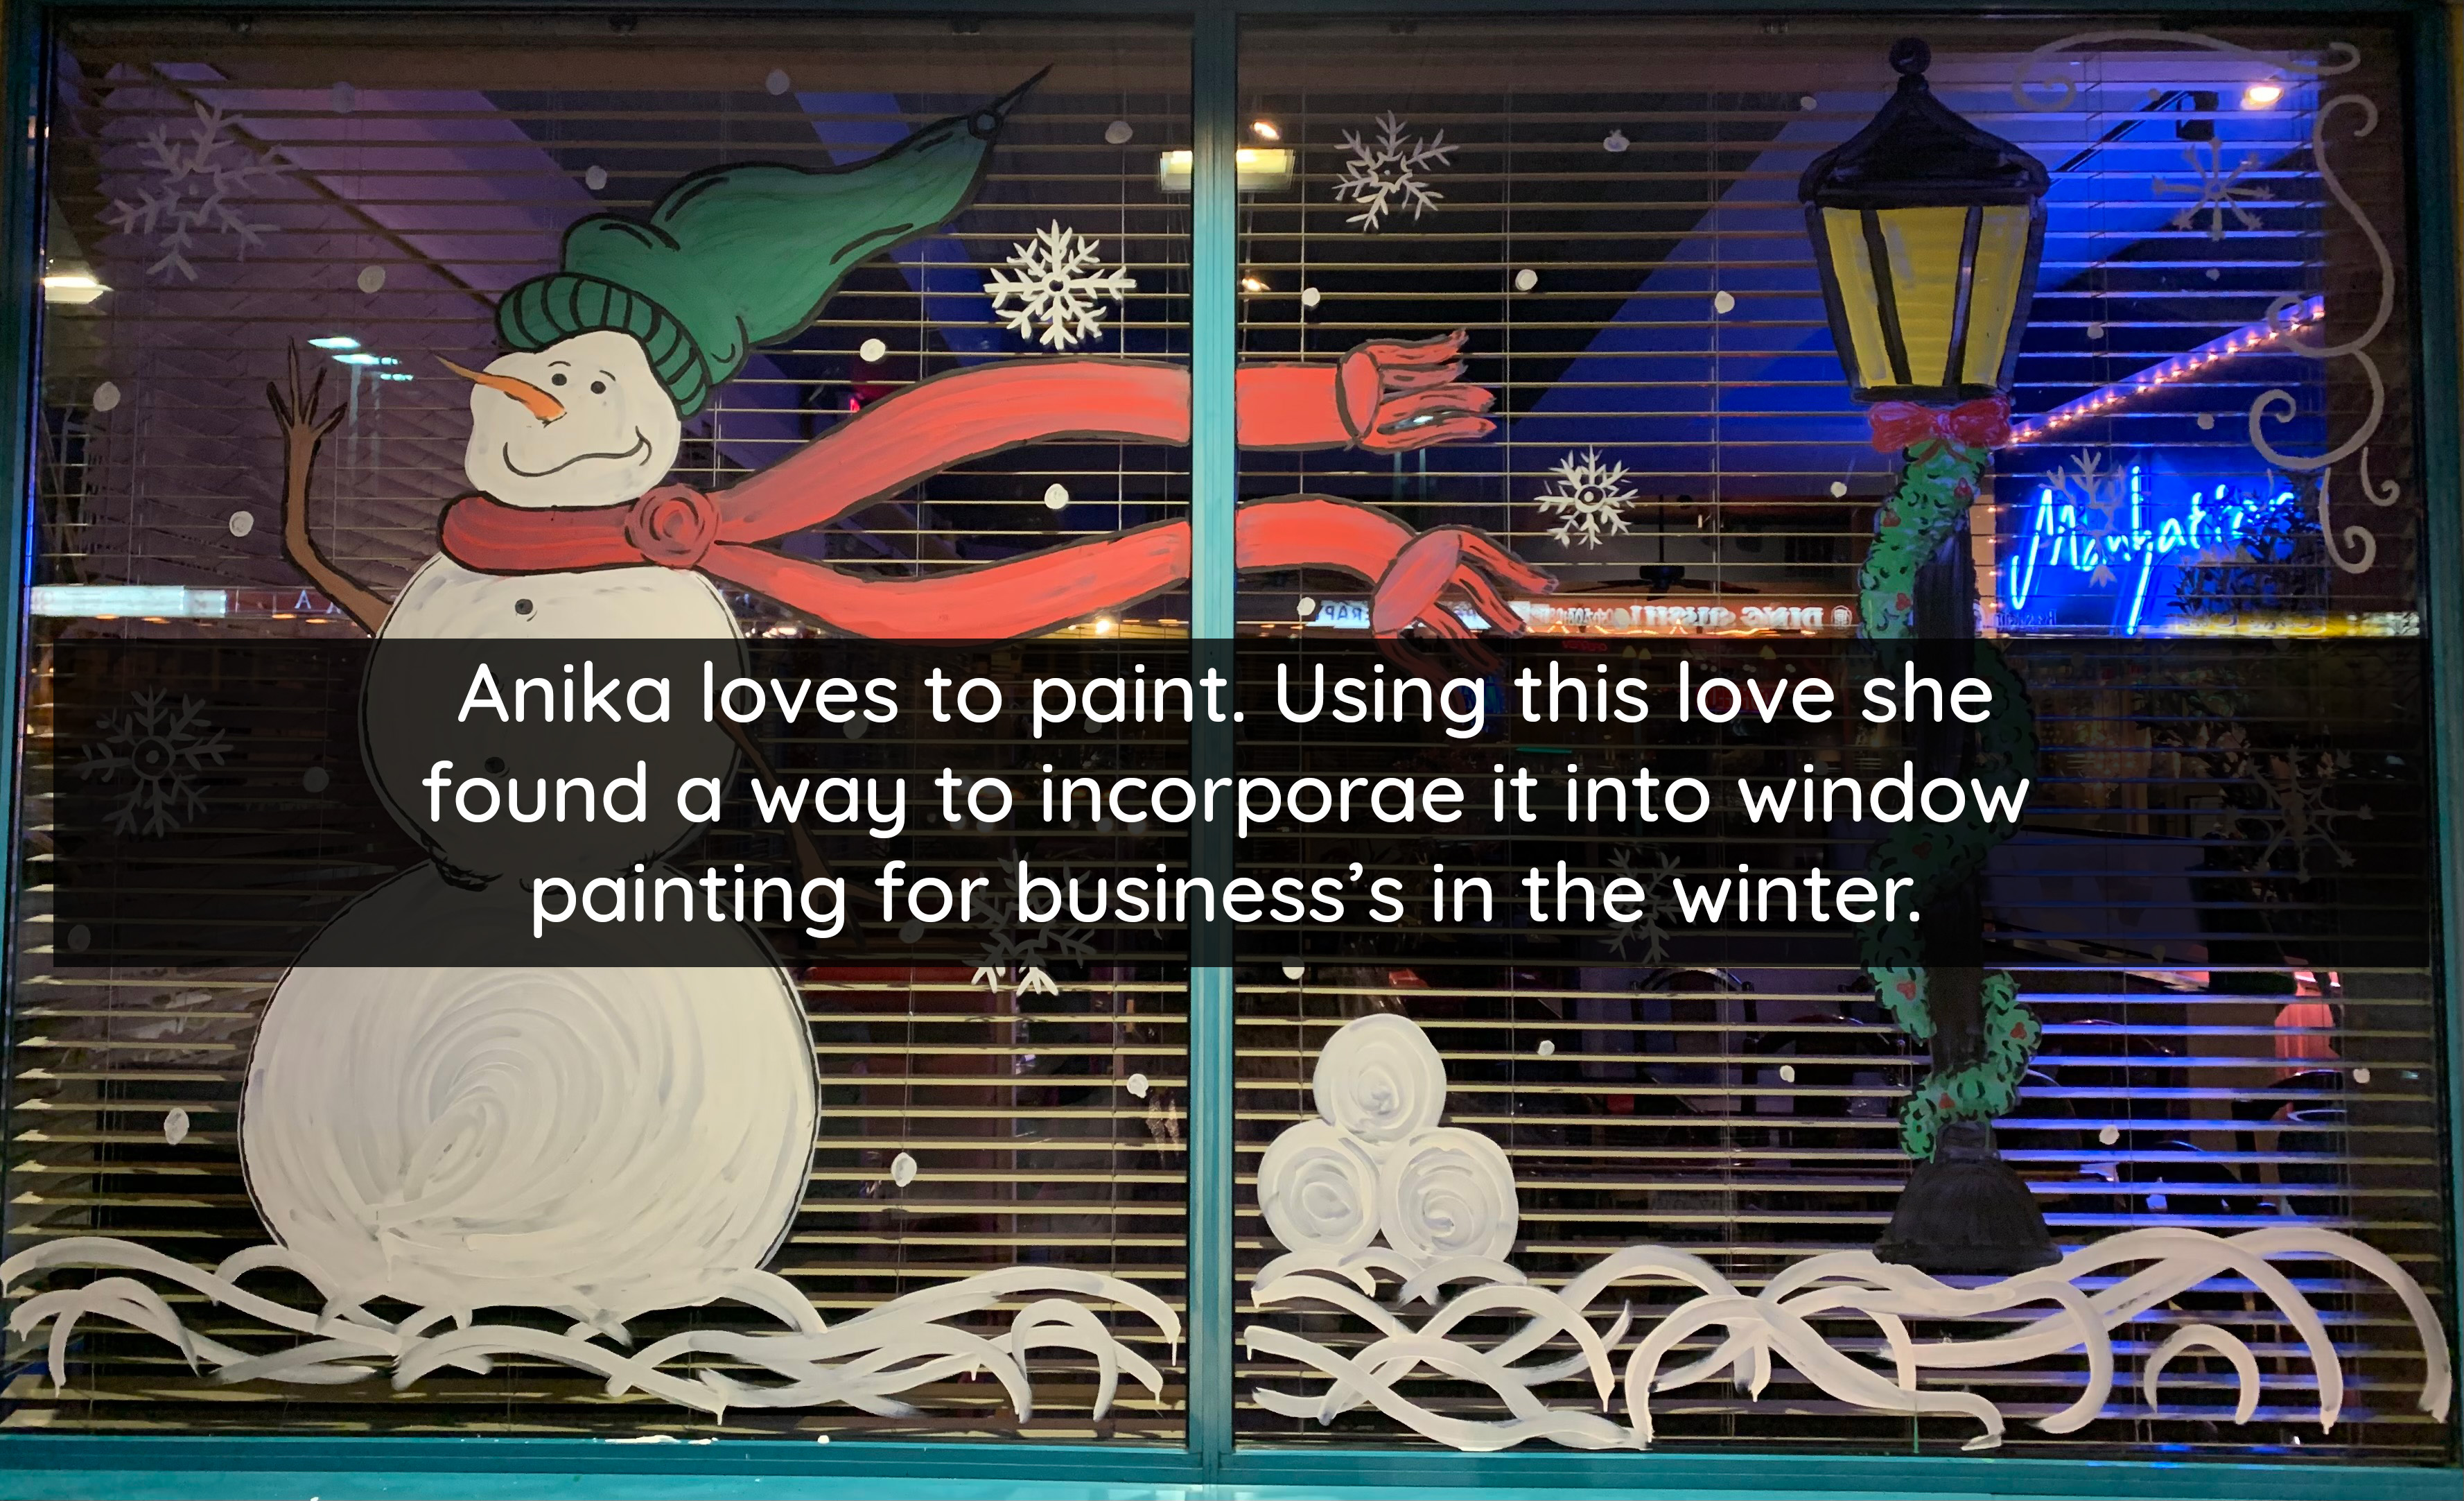 Anika loves to paint. Using this love she
found a way to incorporae it into window
painting for business’s in the winter.